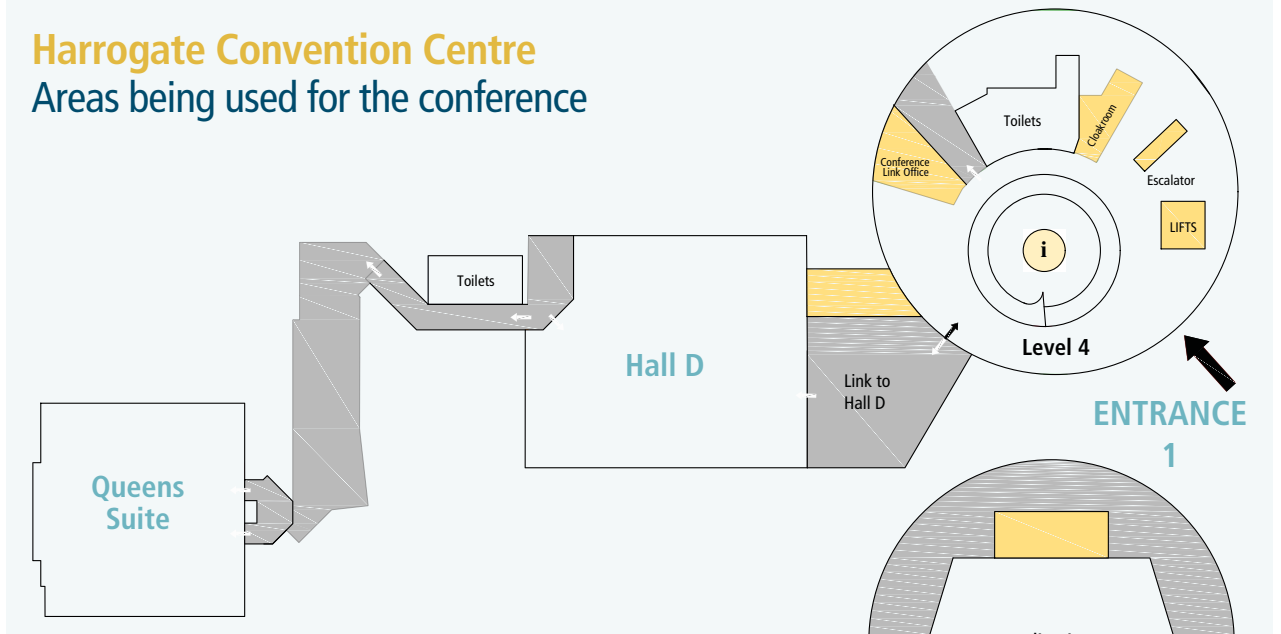 Harrogate Convention Centre
Areas being used for the conference
Toilets
Cloakroom
Conference
Link Office
Escalator
LIFTS
i
Level 4
Toilets
Hall D
Link to
Hall D
ENTRANCE
1
Queens
Suite